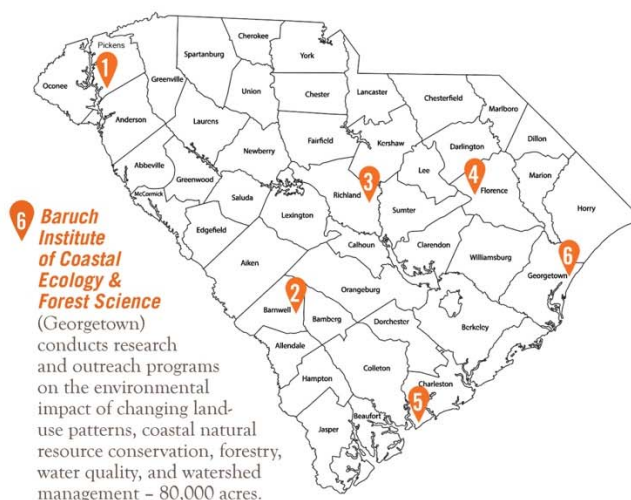 Cherokee
Spartanburg
York
Pickens
1
Oconee
Greenville
Union
Chester
Lancaster
Chesterfield
Marlboro
Anderson
Laurens
Fairfield
Kershaw
Darlington
Dillon
Abbeville
Newberry
Lee
Marion
Greenwood
3
4
Florence
McCormick
Saluda
Richland
Sumter
Horry
Lexington
Edgefield
Calhoun
Clarendon
Williamsburg
6
Aiken
Georgetown
Orangeburg
2
Barnwell
Bamberg
Dorchester
Berkeley
Allendale
Colleton
Hampton
Charleston
5
Beaufort
Jasper
6
Baruch
Institute
of Coastal
Ecology &
Forest Science
(Georgetown)
conducts research
and outreach programs
on the environmental
impact of changing land-
use patterns, coastal natural
resource conservation, forestry,
water quality, and watershed
management – 80,000 acres.